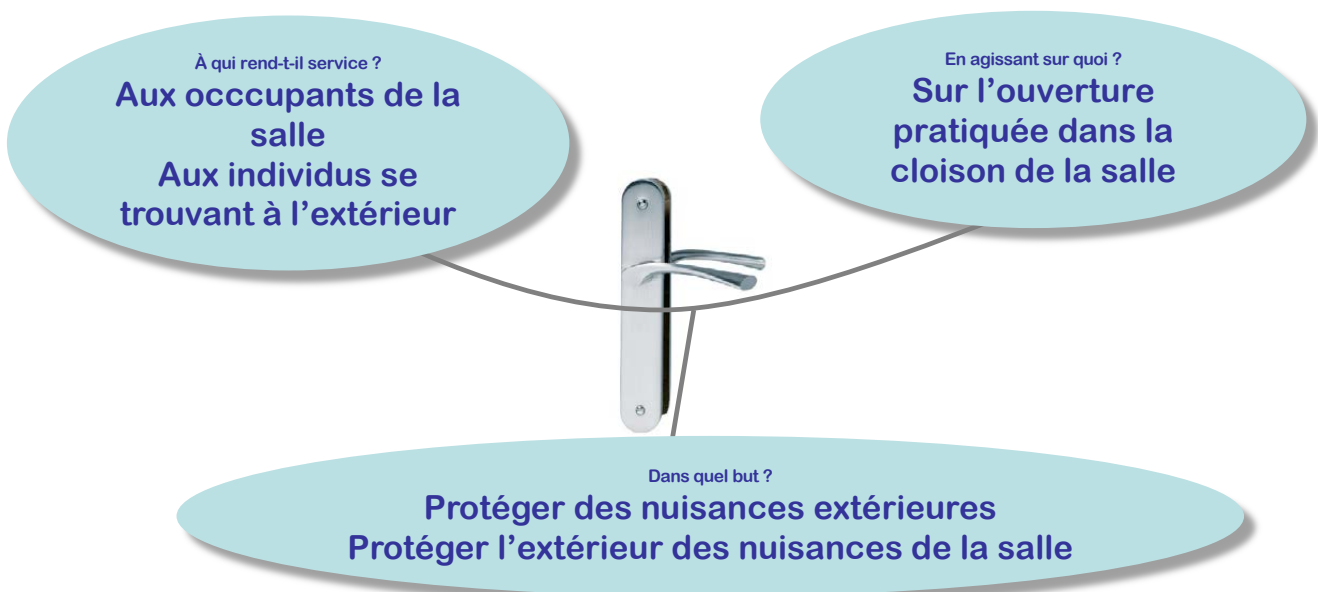 À qui rend-t-il service ?
Aux occcupants de la
salle
Aux individus se
trouvant à l’extérieur
En agissant sur quoi ?
Sur l’ouverture
pratiquée dans la
cloison de la salle
Dans quel but ?
Protéger des nuisances extérieures
Protéger l’extérieur des nuisances de la salle